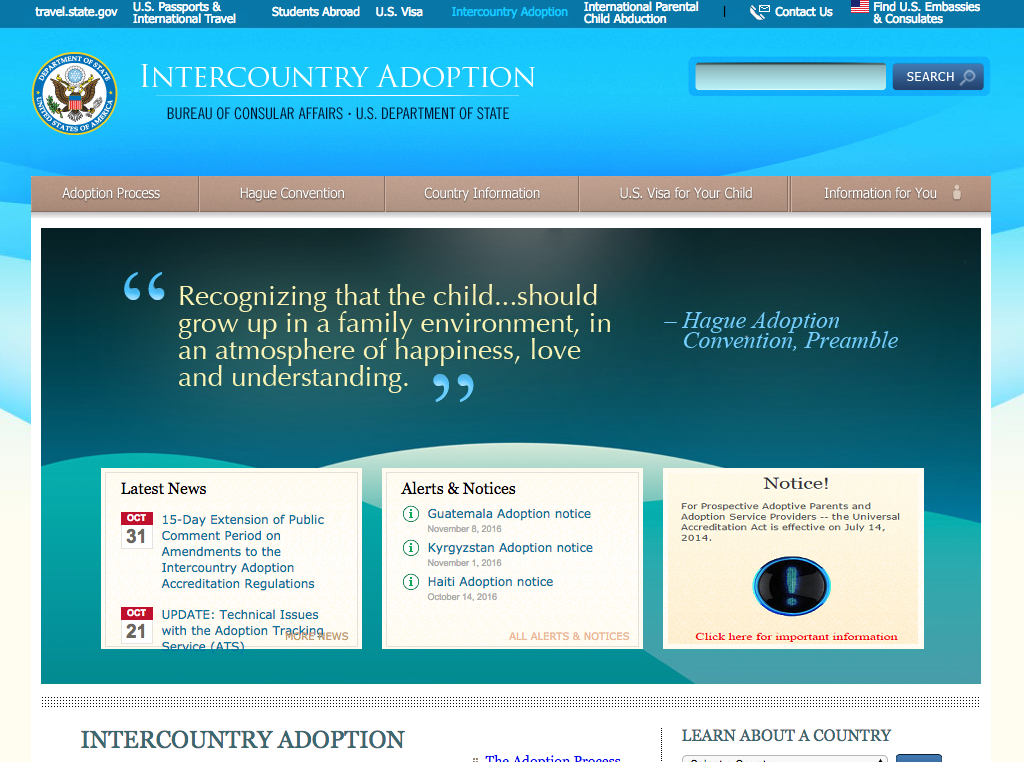 travel.state.gov
U.S. Passports &
International Travel
Students Abroad
U.S. Visa
Intercountry Adoption
International Parental
Child Abduction
Contact Us
Find U.S. Embassies
& Consulates
DEPARTMENT OF STATE
UNITED STATES OF AMERICA
INTERCOUNTRY ADOPTION
BUREAU OF CONSULAR AFFAIRS · U.S. DEPARTMENT OF STATE
SEARCH
Adoption Process
Hague Convention
Country Information
U.S. Visa for Your Child
Information for You
“ Recognizing that the child...should
grow up in a family environment, in
an atmosphere of happiness, love
and understanding. ”
– Hague Adoption
Convention, Preamble
Latest News
OCT
31
15-Day Extension of Public
Comment Period on
Amendments to the
Intercountry Adoption
Accreditation Regulations
OCT
21
UPDATE: Technical Issues
with the Adoption Tracking
Service (ATS)
MORE NEWS
Alerts & Notices
Guatemala Adoption notice
November 8, 2016
Kyrgyzstan Adoption notice
November 1, 2016
Haiti Adoption notice
October 14, 2016
ALL ALERTS & NOTICES
Notice!
For Prospective Adoptive Parents and
Adoption Service Providers -- the Universal
Accreditation Act is effective on July 14,
2014.
Click here for important information
INTERCOUNTRY ADOPTION
The Adoption Process
LEARN ABOUT A COUNTRY